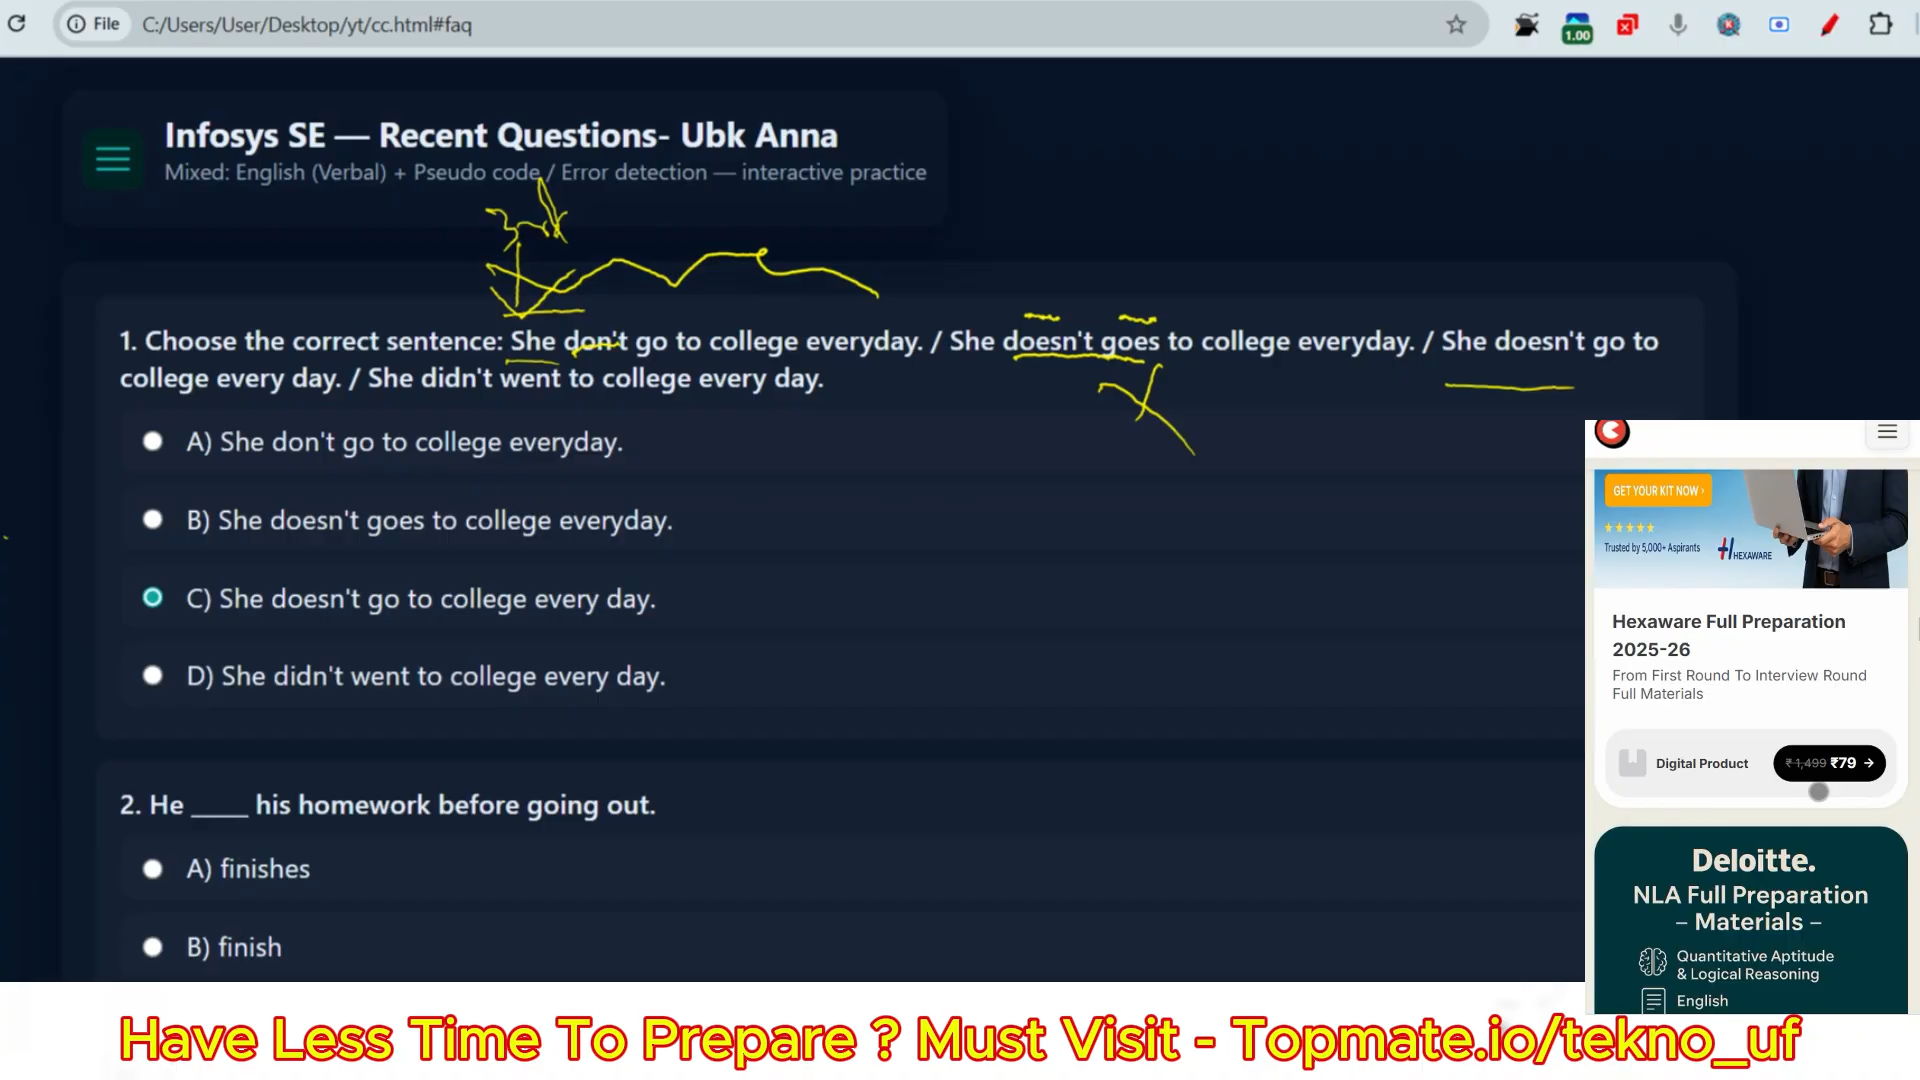 File C:/Users/User/Desktop/yt/cc.html#faq
1.00
Infosys SE — Recent Questions- Ubk Anna
Mixed: English (Verbal) + Pseudo code / Error detection — interactive practice
3rd
1. Choose the correct sentence: She don't go to college everyday. / She doesn't goes to college everyday. / She doesn't go to
college every day. / She didn't went to college every day.
A) She don't go to college everyday.
B) She doesn't goes to college everyday.
C) She doesn't go to college every day.
D) She didn't went to college every day.
2. He _____ his homework before going out.
A) finishes
B) finish
GET YOUR KIT NOW ›
Trusted by 5,000+ Aspirants
HEXAWARE
Hexaware Full Preparation
2025-26
From First Round To Interview Round
Full Materials
Digital Product ₹1,499 ₹79 →
Deloitte.
NLA Full Preparation
– Materials –
Quantitative Aptitude
& Logical Reasoning
English
Have Less Time To Prepare ? Must Visit - Topmate.io/tekno_uf